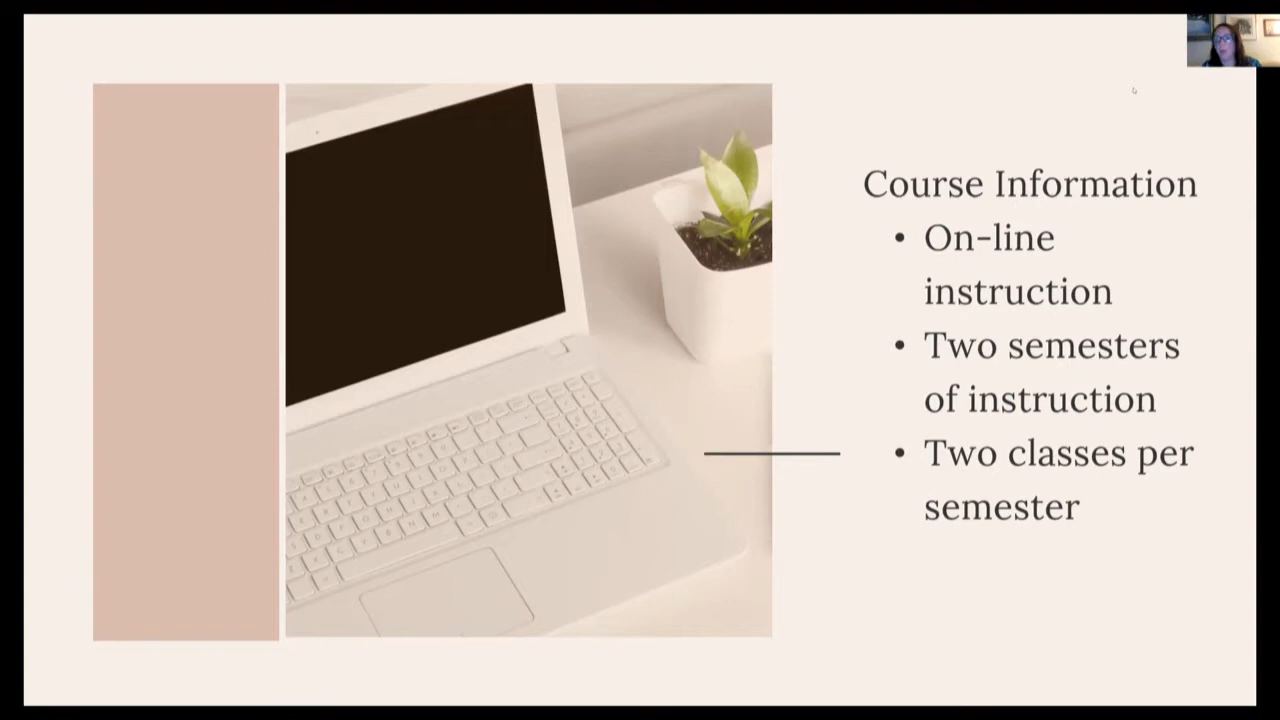 Course Information
• On-line
instruction
• Two semesters
of instruction
• Two classes per
semester